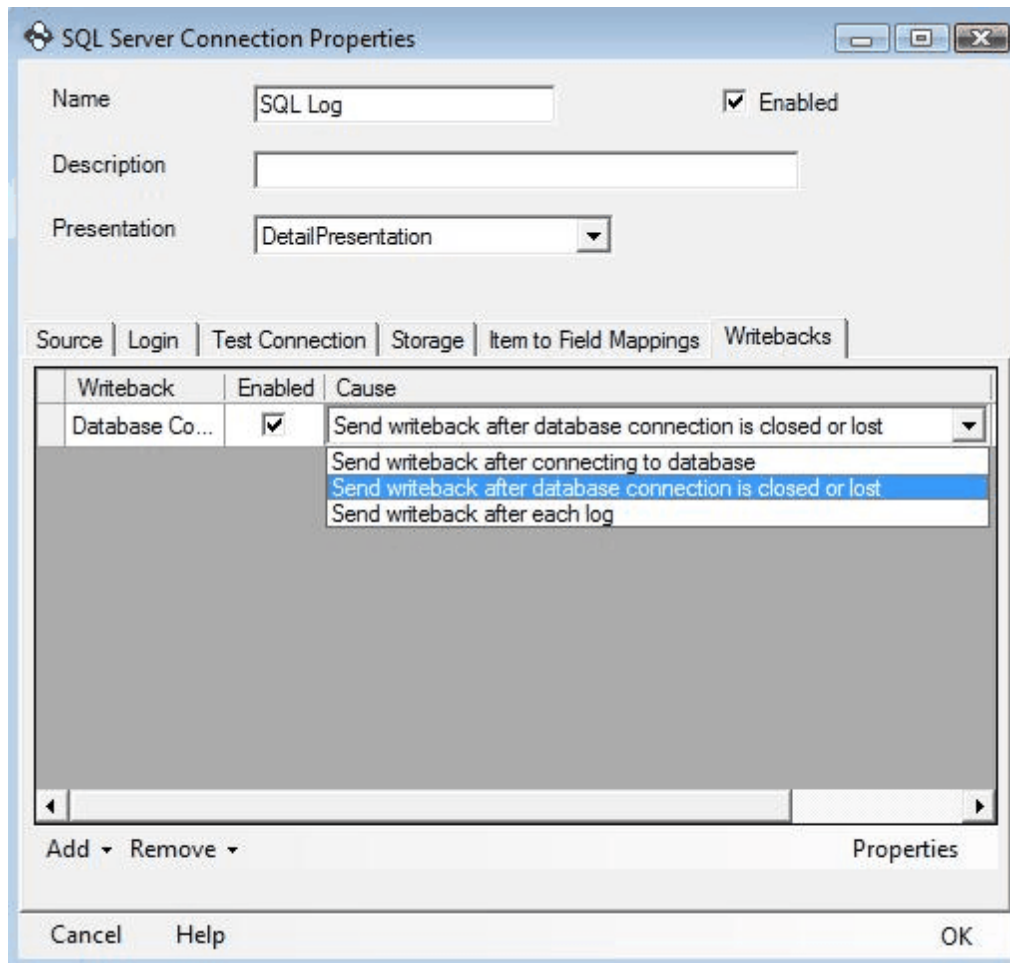 SQL Server Connection Properties
Name SQL Log Enabled
Description
Presentation DetailPresentation
Source Login Test Connection Storage Item to Field Mappings Writebacks
Writeback Enabled Cause
Database Co... Send writeback after database connection is closed or lost
Send writeback after connecting to database
Send writeback after database connection is closed or lost
Send writeback after each log
Add Remove Properties
Cancel Help OK